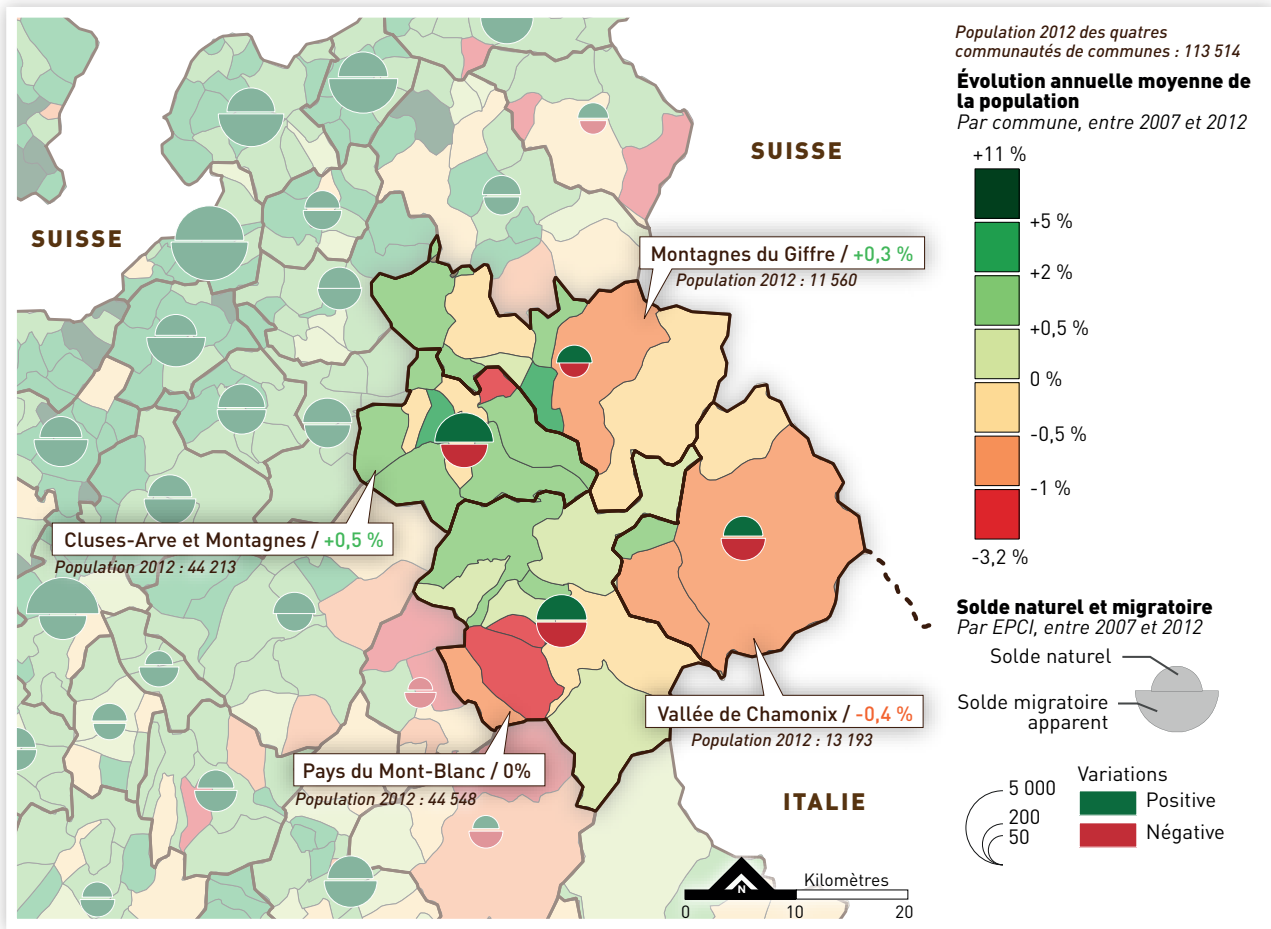 Population 2012 des quatres
communautés de communes : 113 514
Évolution annuelle moyenne de
la population
Par commune, entre 2007 et 2012
+11 %
+5 %
+2 %
+0,5 %
0 %
-0,5 %
-1 %
-3,2 %
Solde naturel et migratoire
Par EPCI, entre 2007 et 2012
Solde naturel
Solde migratoire
apparent
Variations
5 000
200
50
Positive
Négative
SUISSE
SUISSE
Montagnes du Giffre / +0,3 %
Population 2012 : 11 560
Cluses-Arve et Montagnes / +0,5 %
Population 2012 : 44 213
Vallée de Chamonix / -0,4 %
Population 2012 : 13 193
Pays du Mont-Blanc / 0%
Population 2012 : 44 548
ITALIE
N
Kilomètres
0 10 20